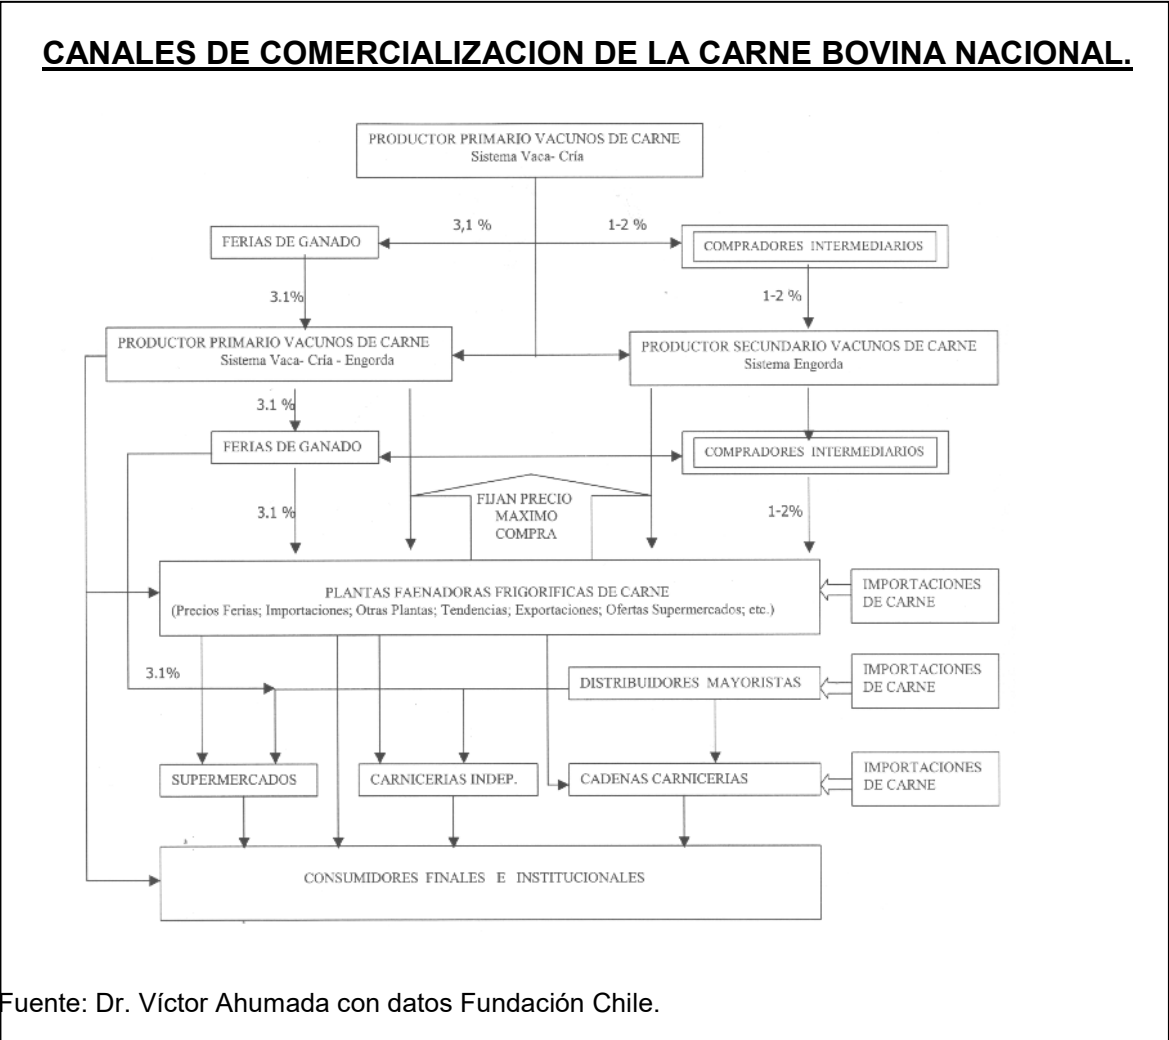 CANALES DE COMERCIALIZACION DE LA CARNE BOVINA NACIONAL.
PRODUCTOR PRIMARIO VACUNOS DE CARNE
Sistema Vaca- Cría
3,1 %
1-2 %
FERIAS DE GANADO
COMPRADORES INTERMEDIARIOS
3.1%
1-2 %
PRODUCTOR PRIMARIO VACUNOS DE CARNE
Sistema Vaca- Cría - Engorda
PRODUCTOR SECUNDARIO VACUNOS DE CARNE
Sistema Engorda
3.1 %
FERIAS DE GANADO
COMPRADORES INTERMEDIARIOS
3.1 %
FIJAN PRECIO
MAXIMO
COMPRA
1-2%
PLANTAS FAENADORAS FRIGORIFICAS DE CARNE
(Precios Ferias; Importaciones; Otras Plantas; Tendencias; Exportaciones; Ofertas Supermercados; etc.)
IMPORTACIONES
DE CARNE
3.1%
DISTRIBUIDORES MAYORISTAS
IMPORTACIONES
DE CARNE
SUPERMERCADOS
CARNICERIAS INDEP.
CADENAS CARNICERIAS
IMPORTACIONES
DE CARNE
CONSUMIDORES FINALES E INSTITUCIONALES
Fuente: Dr. Víctor Ahumada con datos Fundación Chile.